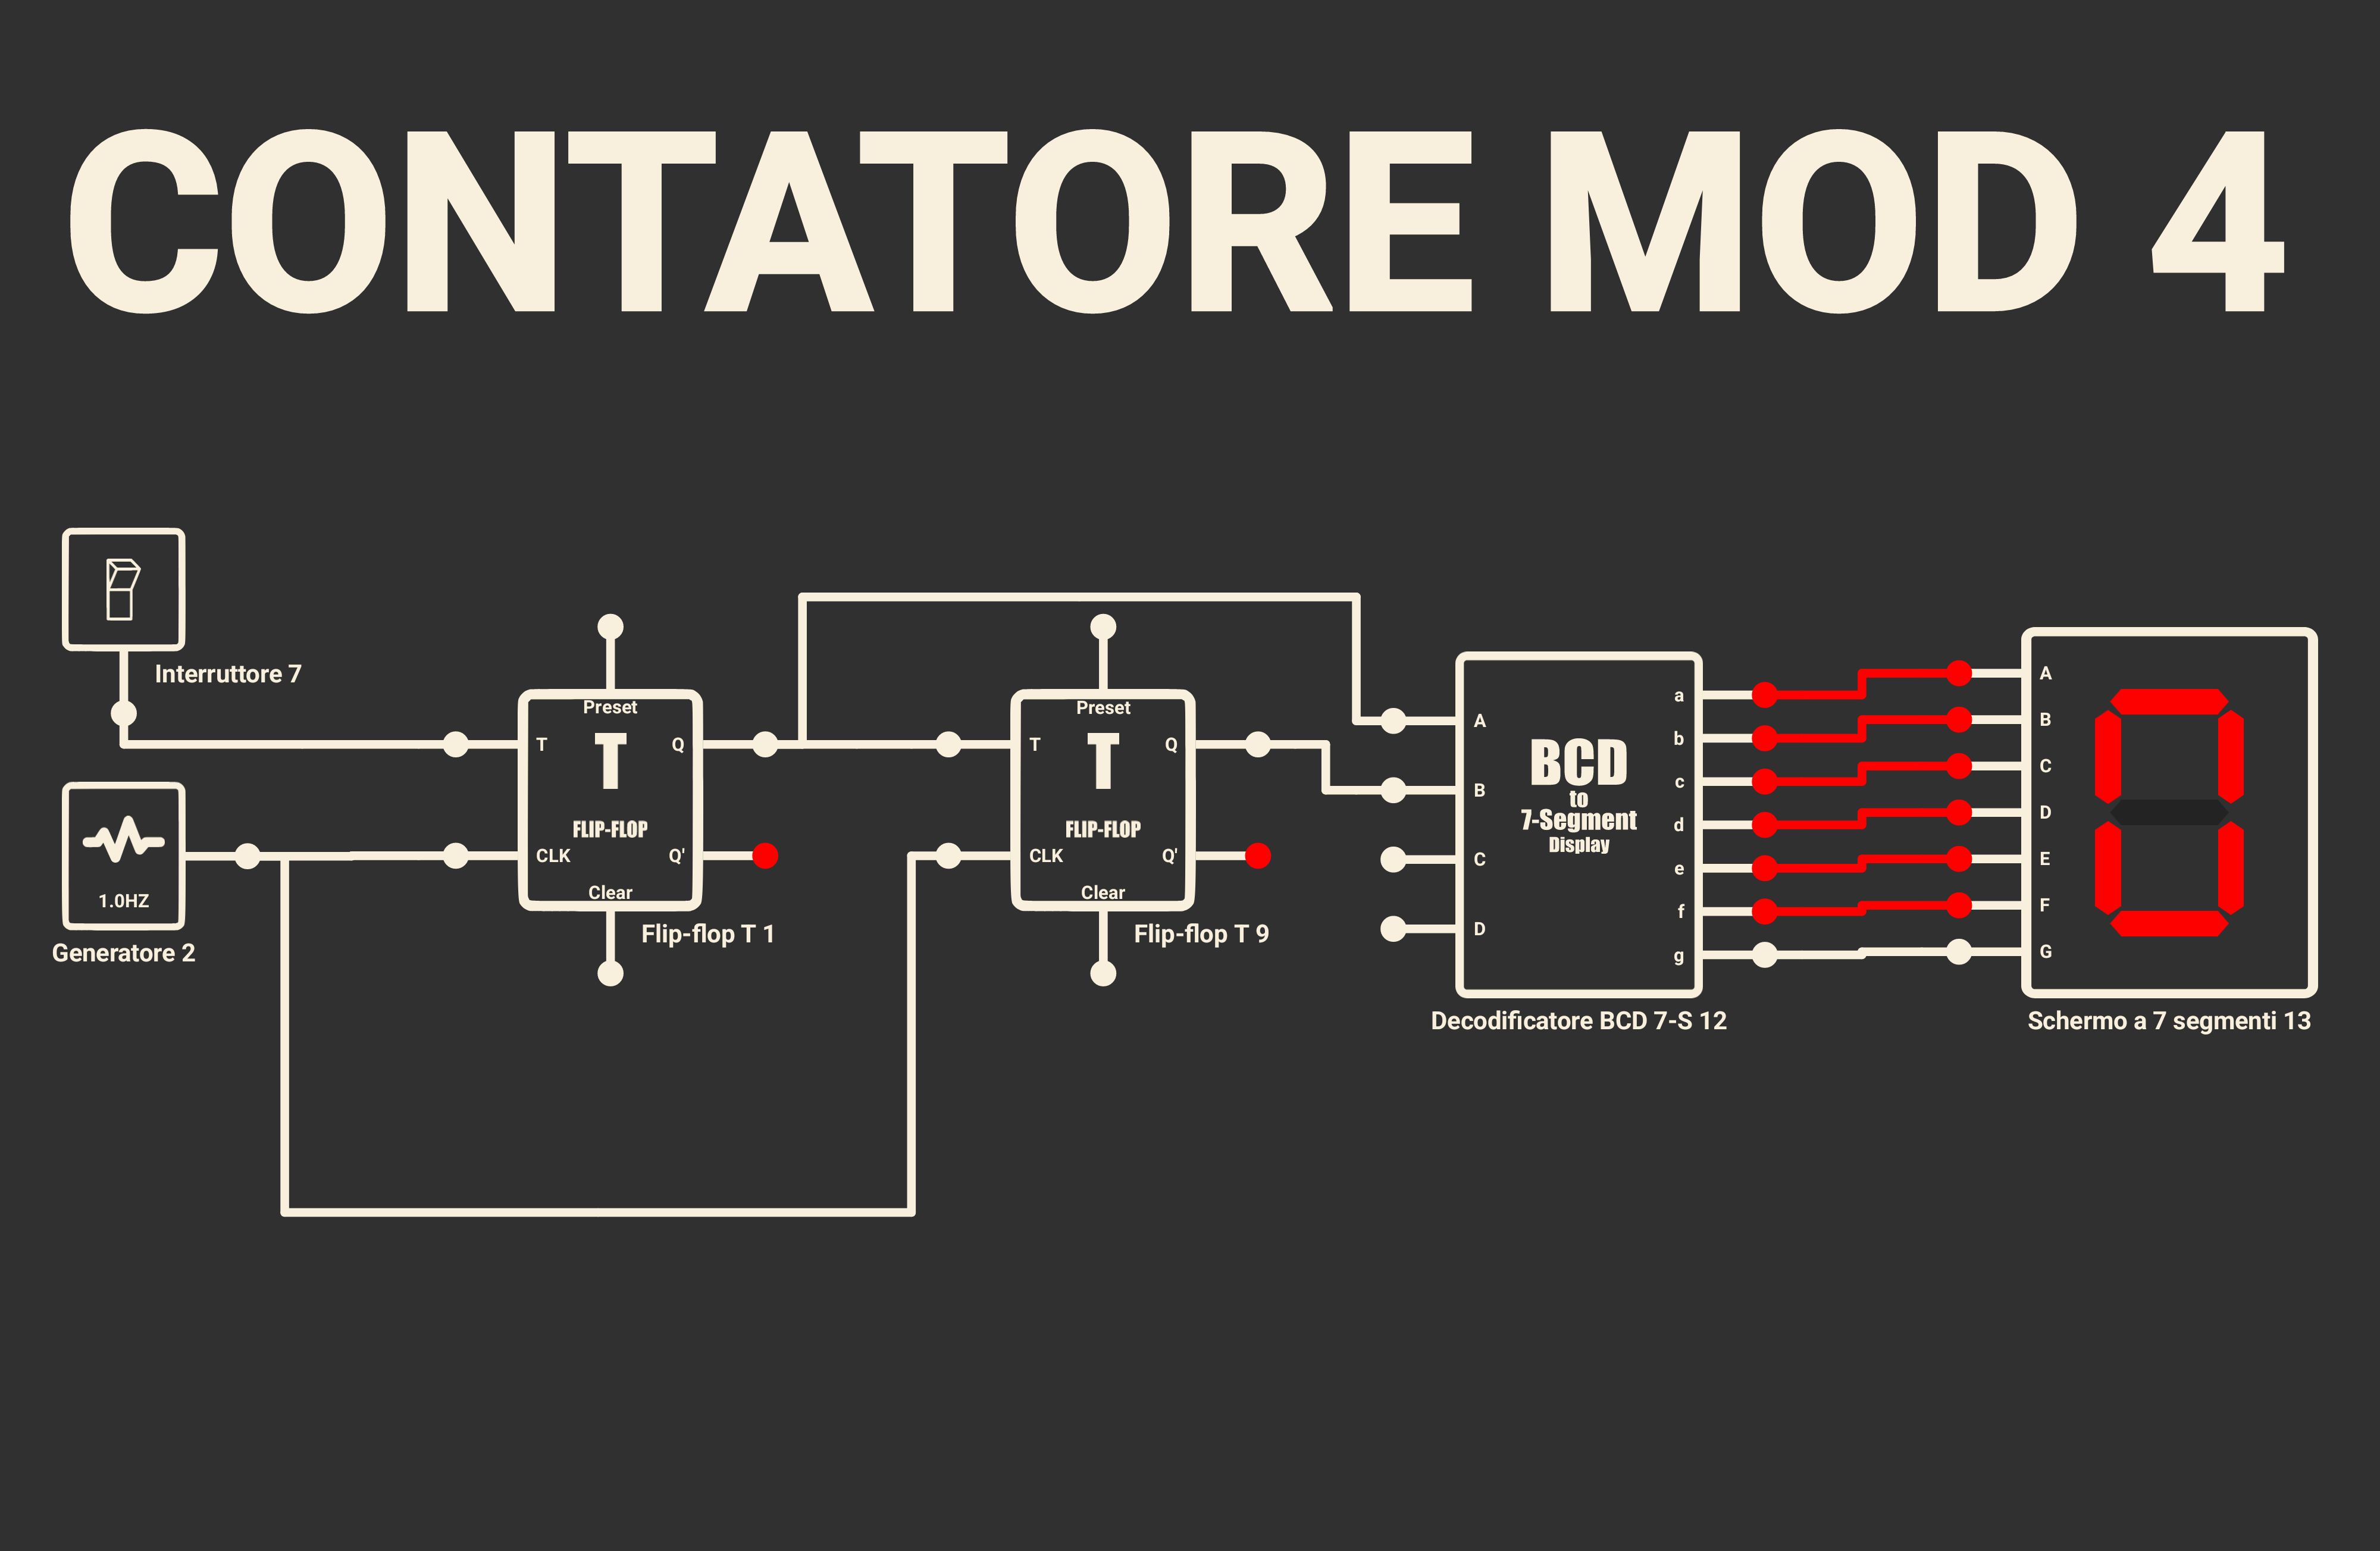 CONTATORE MOD 4
Interruttore 7
1.0HZ
Generatore 2
Preset
T
T
Q
FLIP-FLOP
CLK
Q'
Clear
Flip-flop T 1
Preset
T
T
Q
FLIP-FLOP
CLK
Q'
Clear
Flip-flop T 9
A
B
C
D
BCD
to
7-Segment
Display
a
b
c
d
e
f
g
Decodificatore BCD 7-S 12
A
B
C
D
E
F
G
Schermo a 7 segmenti 13